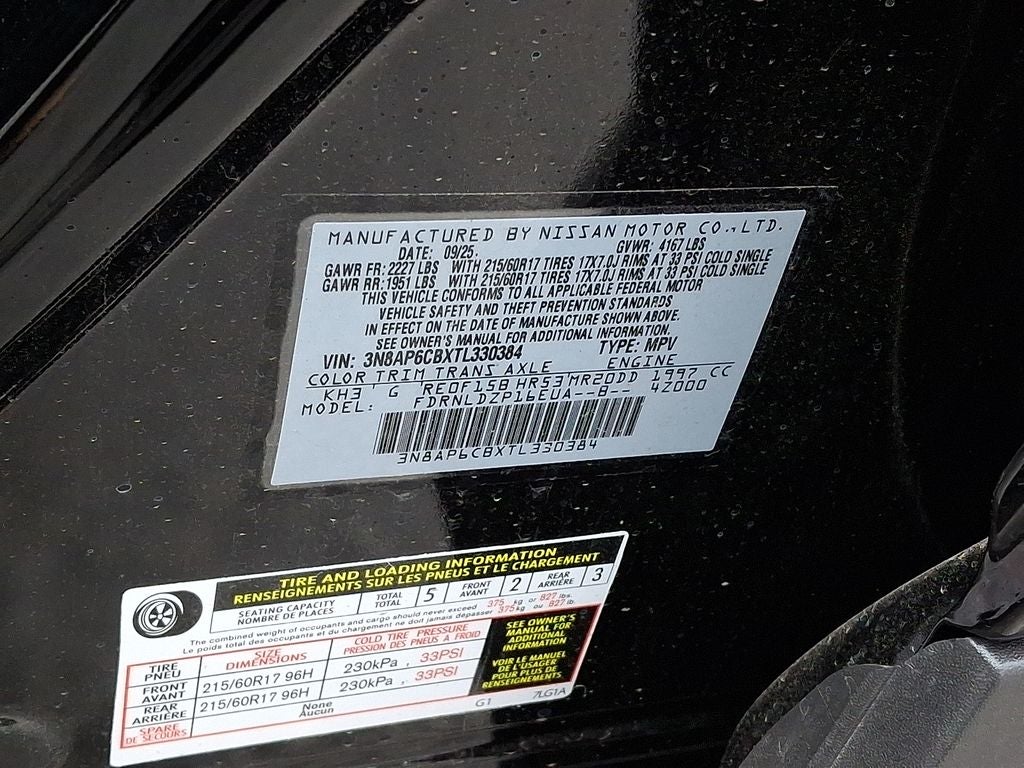 MANUFACTURED BY NISSAN MOTOR CO.,LTD.
DATE: 09/25. GVWR: 4167 LBS
GAWR FR: 2227 LBS WITH 215/60R17 TIRES 17X7.0J RIMS AT 33 PSI COLD SINGLE
GAWR RR: 1951 LBS WITH 215/60R17 TIRES 17X7.0J RIMS AT 33 PSI COLD SINGLE
THIS VEHICLE CONFORMS TO ALL APPLICABLE FEDERAL MOTOR
VEHICLE SAFETY AND THEFT PREVENTION STANDARDS
IN EFFECT ON THE DATE OF MANUFACTURE SHOWN ABOVE.
SEE OWNER'S MANUAL FOR ADDITIONAL INFORMATION.
VIN: 3N8AP6CBXTL330384 TYPE: MPV
COLOR TRIM TRANS AXLE ENGINE
KH3 G RE0F15B HR53 MR20DD 1997 CC
MODEL: FDRNLDZP16EUA--B-- 42000
3N8AP6CBXTL330384
TIRE AND LOADING INFORMATION
RENSEIGNEMENTS SUR LES PNEUS ET LE CHARGEMENT
SEATING CAPACITY TOTAL 5 FRONT 2 REAR 3
NOMBRE DE PLACES TOTAL AVANT ARRIÈRE
The combined weight of occupants and cargo should never exceed 375 kg or 827 lbs.
Le poids total des occupants et du chargement ne doit jamais dépasser 375 kg ou 827 lb.
TIRE SIZE COLD TIRE PRESSURE
PNEU DIMENSIONS PRESSION DES PNEUS À FROID
FRONT 215/60R17 96H 230kPa , 33PSI
AVANT
REAR 215/60R17 96H 230kPa , 33PSI
ARRIÈRE
SPARE None
DE SECOURS Aucun
SEE OWNER'S
MANUAL FOR
ADDITIONAL
INFORMATION
VOIR LE MANUEL
DE L'USAGER
POUR PLUS DE
RENSEIGNEMENTS.
G1 7LG1A